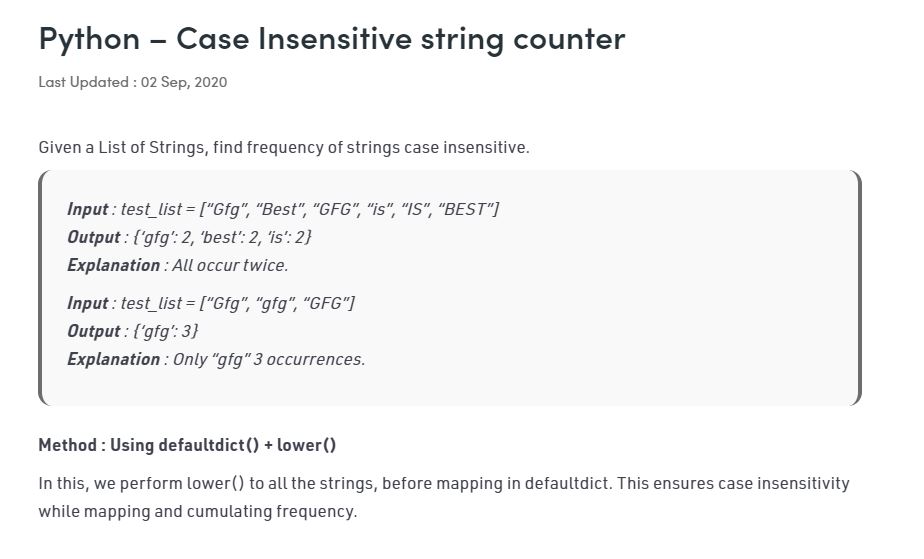 Python – Case Insensitive string counter
Last Updated : 02 Sep, 2020
Given a List of Strings, find frequency of strings case insensitive.
Input : test_list = [“Gfg”, “Best”, “GFG”, “is”, “IS”, “BEST”]
Output : {‘gfg’: 2, ‘best’: 2, ‘is’: 2}
Explanation : All occur twice.
Input : test_list = [“Gfg”, “gfg”, “GFG”]
Output : {‘gfg’: 3}
Explanation : Only “gfg” 3 occurrences.
Method : Using defaultdict() + lower()
In this, we perform lower() to all the strings, before mapping in defaultdict. This ensures case insensitivity
while mapping and cumulating frequency.